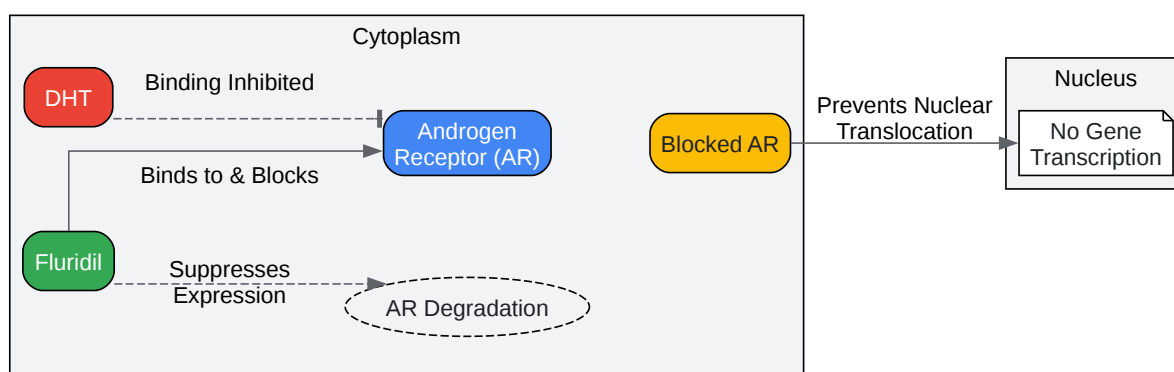 Cytoplasm
DHT
Binding Inhibited
Androgen
Receptor (AR)
Binds to & Blocks
Fluridil
Suppresses
Expression
AR Degradation
Blocked AR
Prevents Nuclear
Translocation
Nucleus
No Gene
Transcription